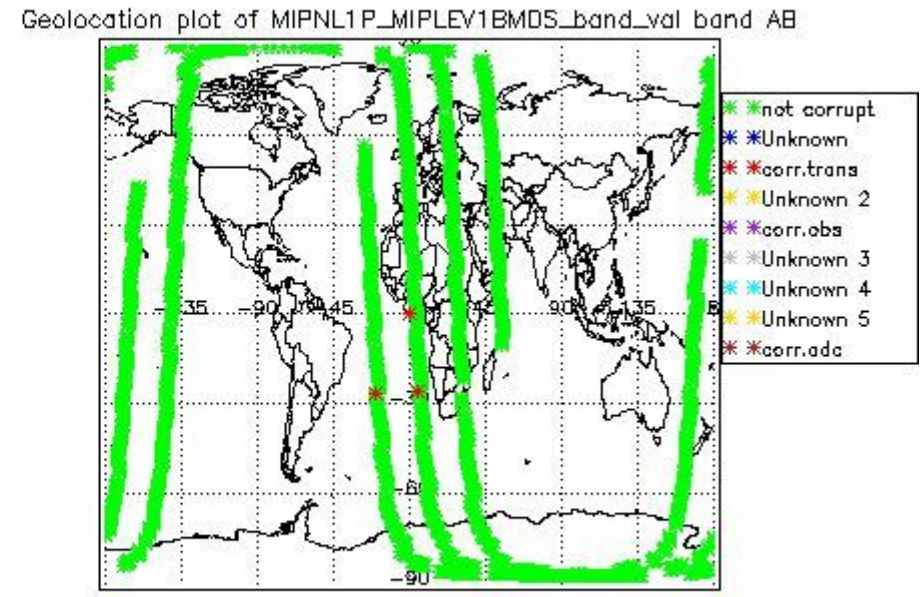 Geolocation plot of MIPNL1P_MIPLEV1BMDS_band_val band AB
not corrupt
Unknown
corr.trans
Unknown 2
corr.obs
Unknown 3
Unknown 4
Unknown 5
corr.adc
-90
45
90
-60
-90